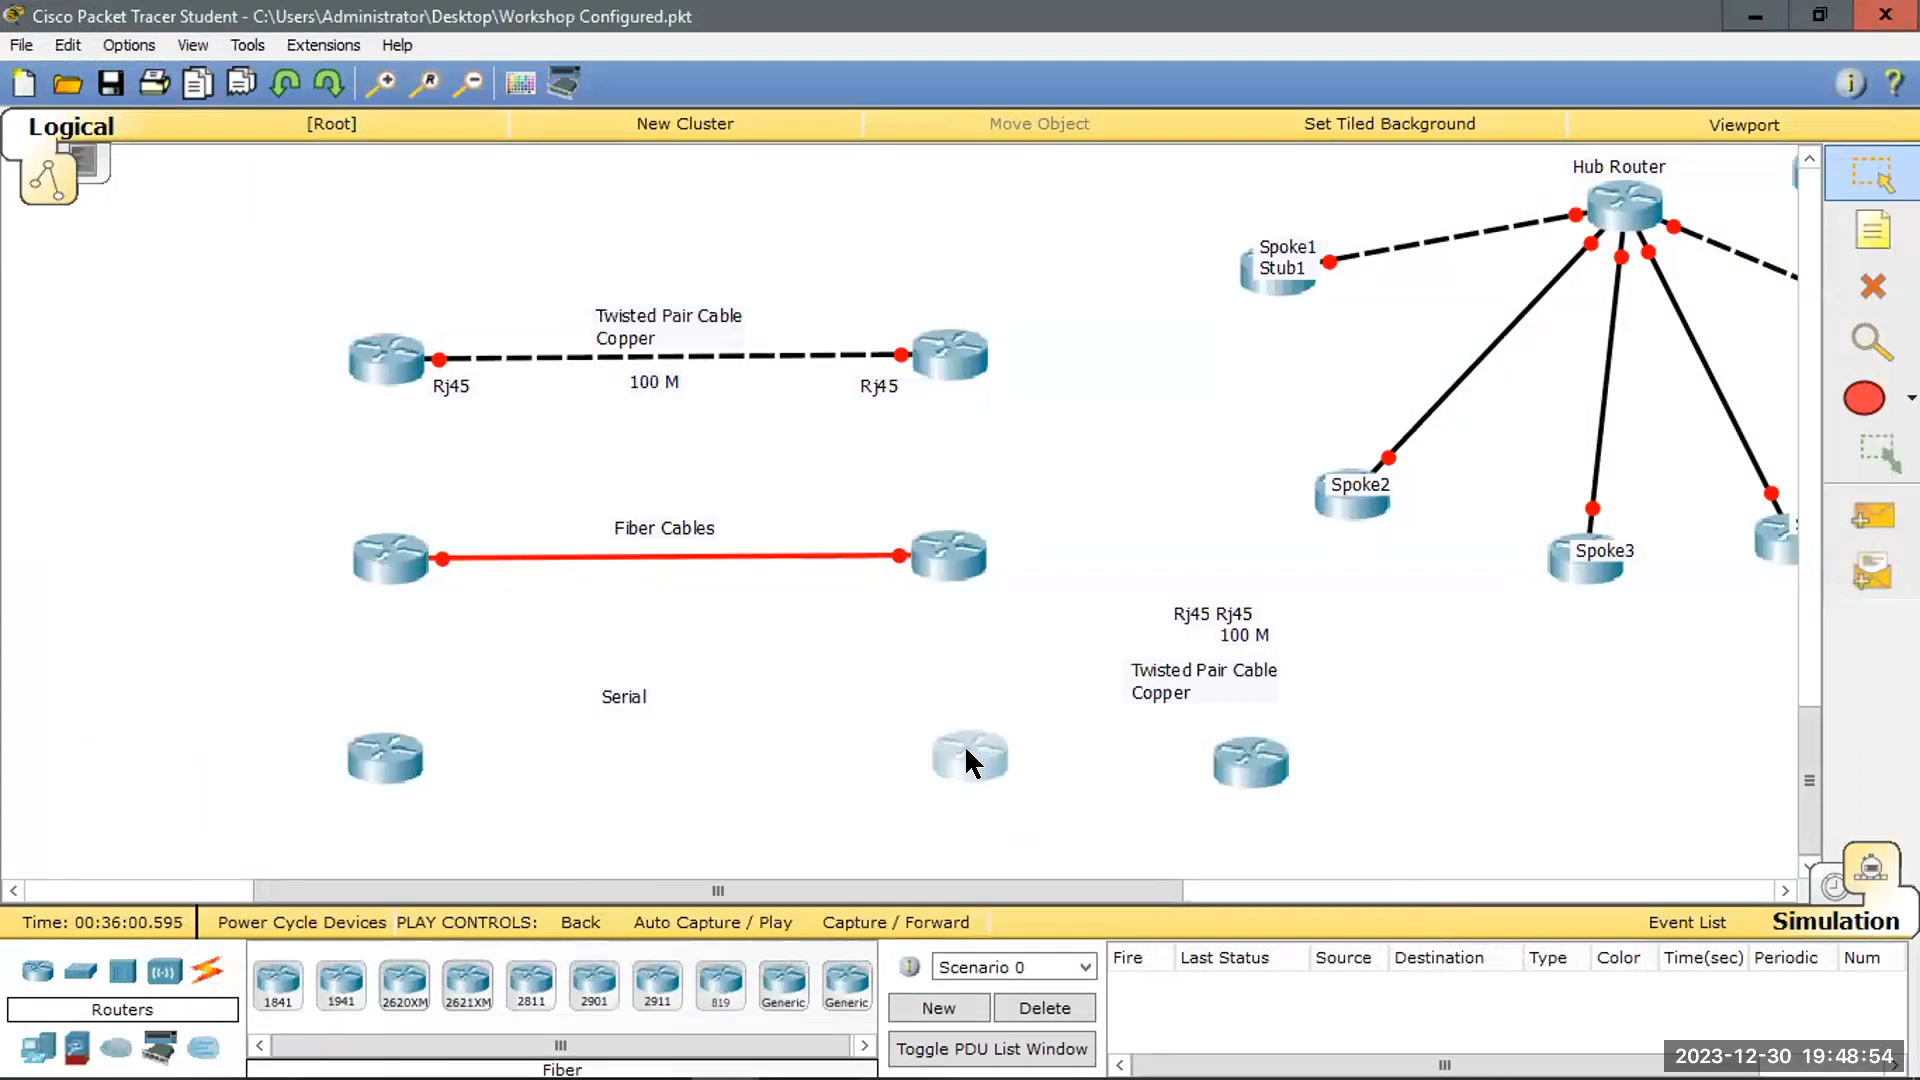 Cisco Packet Tracer Student - C:\Users\Administrator\Desktop\Workshop Configured.pkt
File Edit Options View Tools Extensions Help
Logical [Root] New Cluster Move Object Set Tiled Background Viewport
Hub Router
Spoke1
Stub1
Twisted Pair Cable
Copper
100 M
Rj45 Rj45
Spoke2
Fiber Cables
Spoke3
Rj45 Rj45
100 M
Twisted Pair Cable
Copper
Serial
Time: 00:36:00.595 Power Cycle Devices PLAY CONTROLS: Back Auto Capture / Play Capture / Forward Event List Simulation
1841 1941 2620XM 2621XM 2811 2901 2911 819 Generic Generic
Routers
Fiber
Scenario 0
New Delete
Toggle PDU List Window
Fire Last Status Source Destination Type Color Time(sec) Periodic Num
2023-12-30 19:48:54